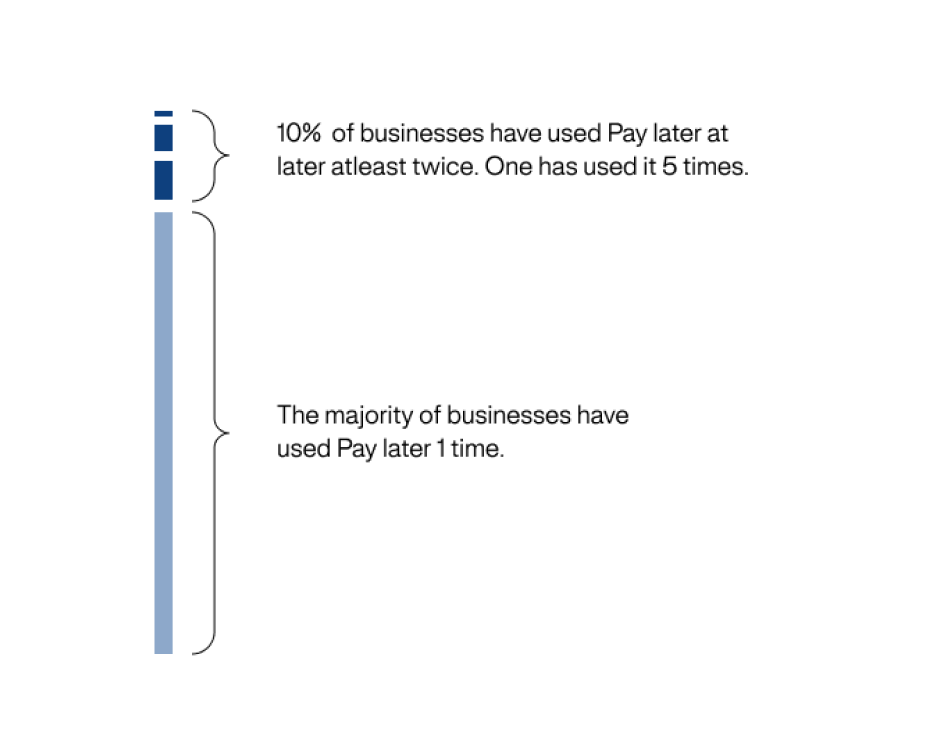 10%  of businesses have used Pay later at
later atleast twice. One has used it 5 times.
The majority of businesses have
used Pay later 1 time.